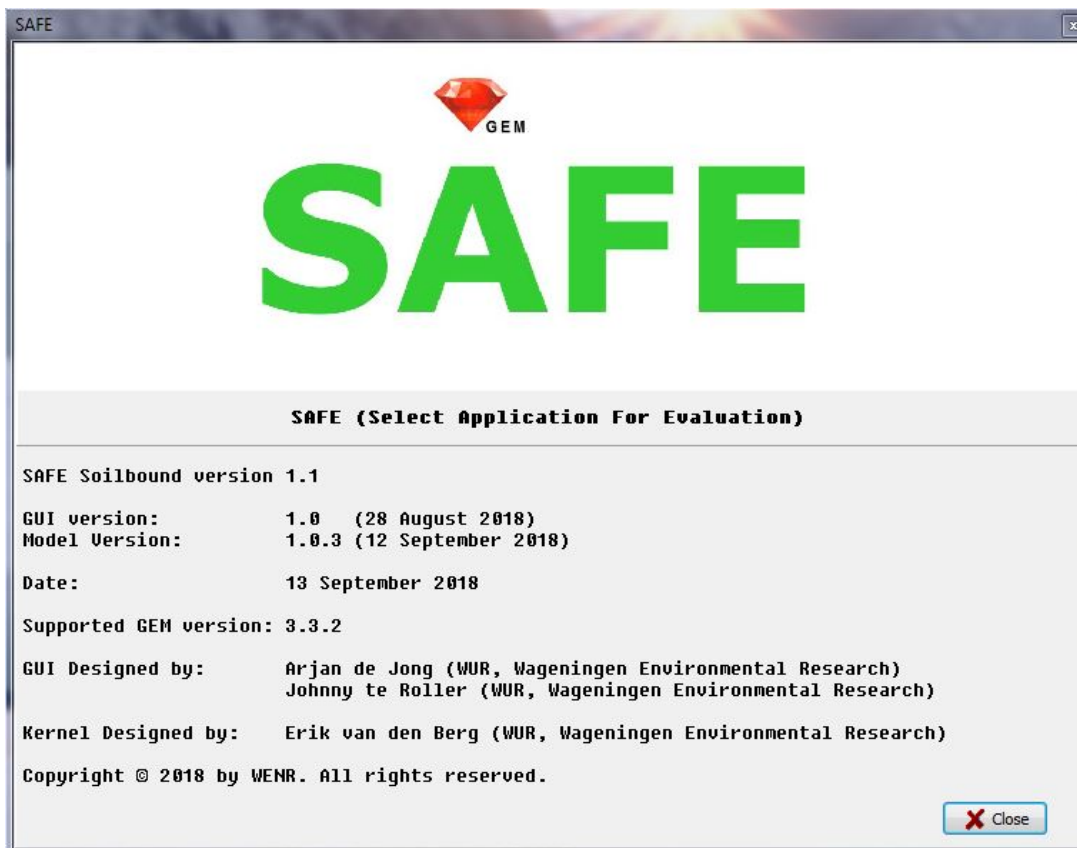 SAFE
GEM
SAFE
SAFE (Select Application For Evaluation)
SAFE Soilbound version 1.1
GUI version: 1.0 (28 August 2018)
Model Version: 1.0.3 (12 September 2018)
Date: 13 September 2018
Supported GEM version: 3.3.2
GUI Designed by: Arjan de Jong (WUR, Wageningen Environmental Research)
Johnny te Roller (WUR, Wageningen Environmental Research)
Kernel Designed by: Erik van den Berg (WUR, Wageningen Environmental Research)
Copyright © 2018 by WENR. All rights reserved.
Close